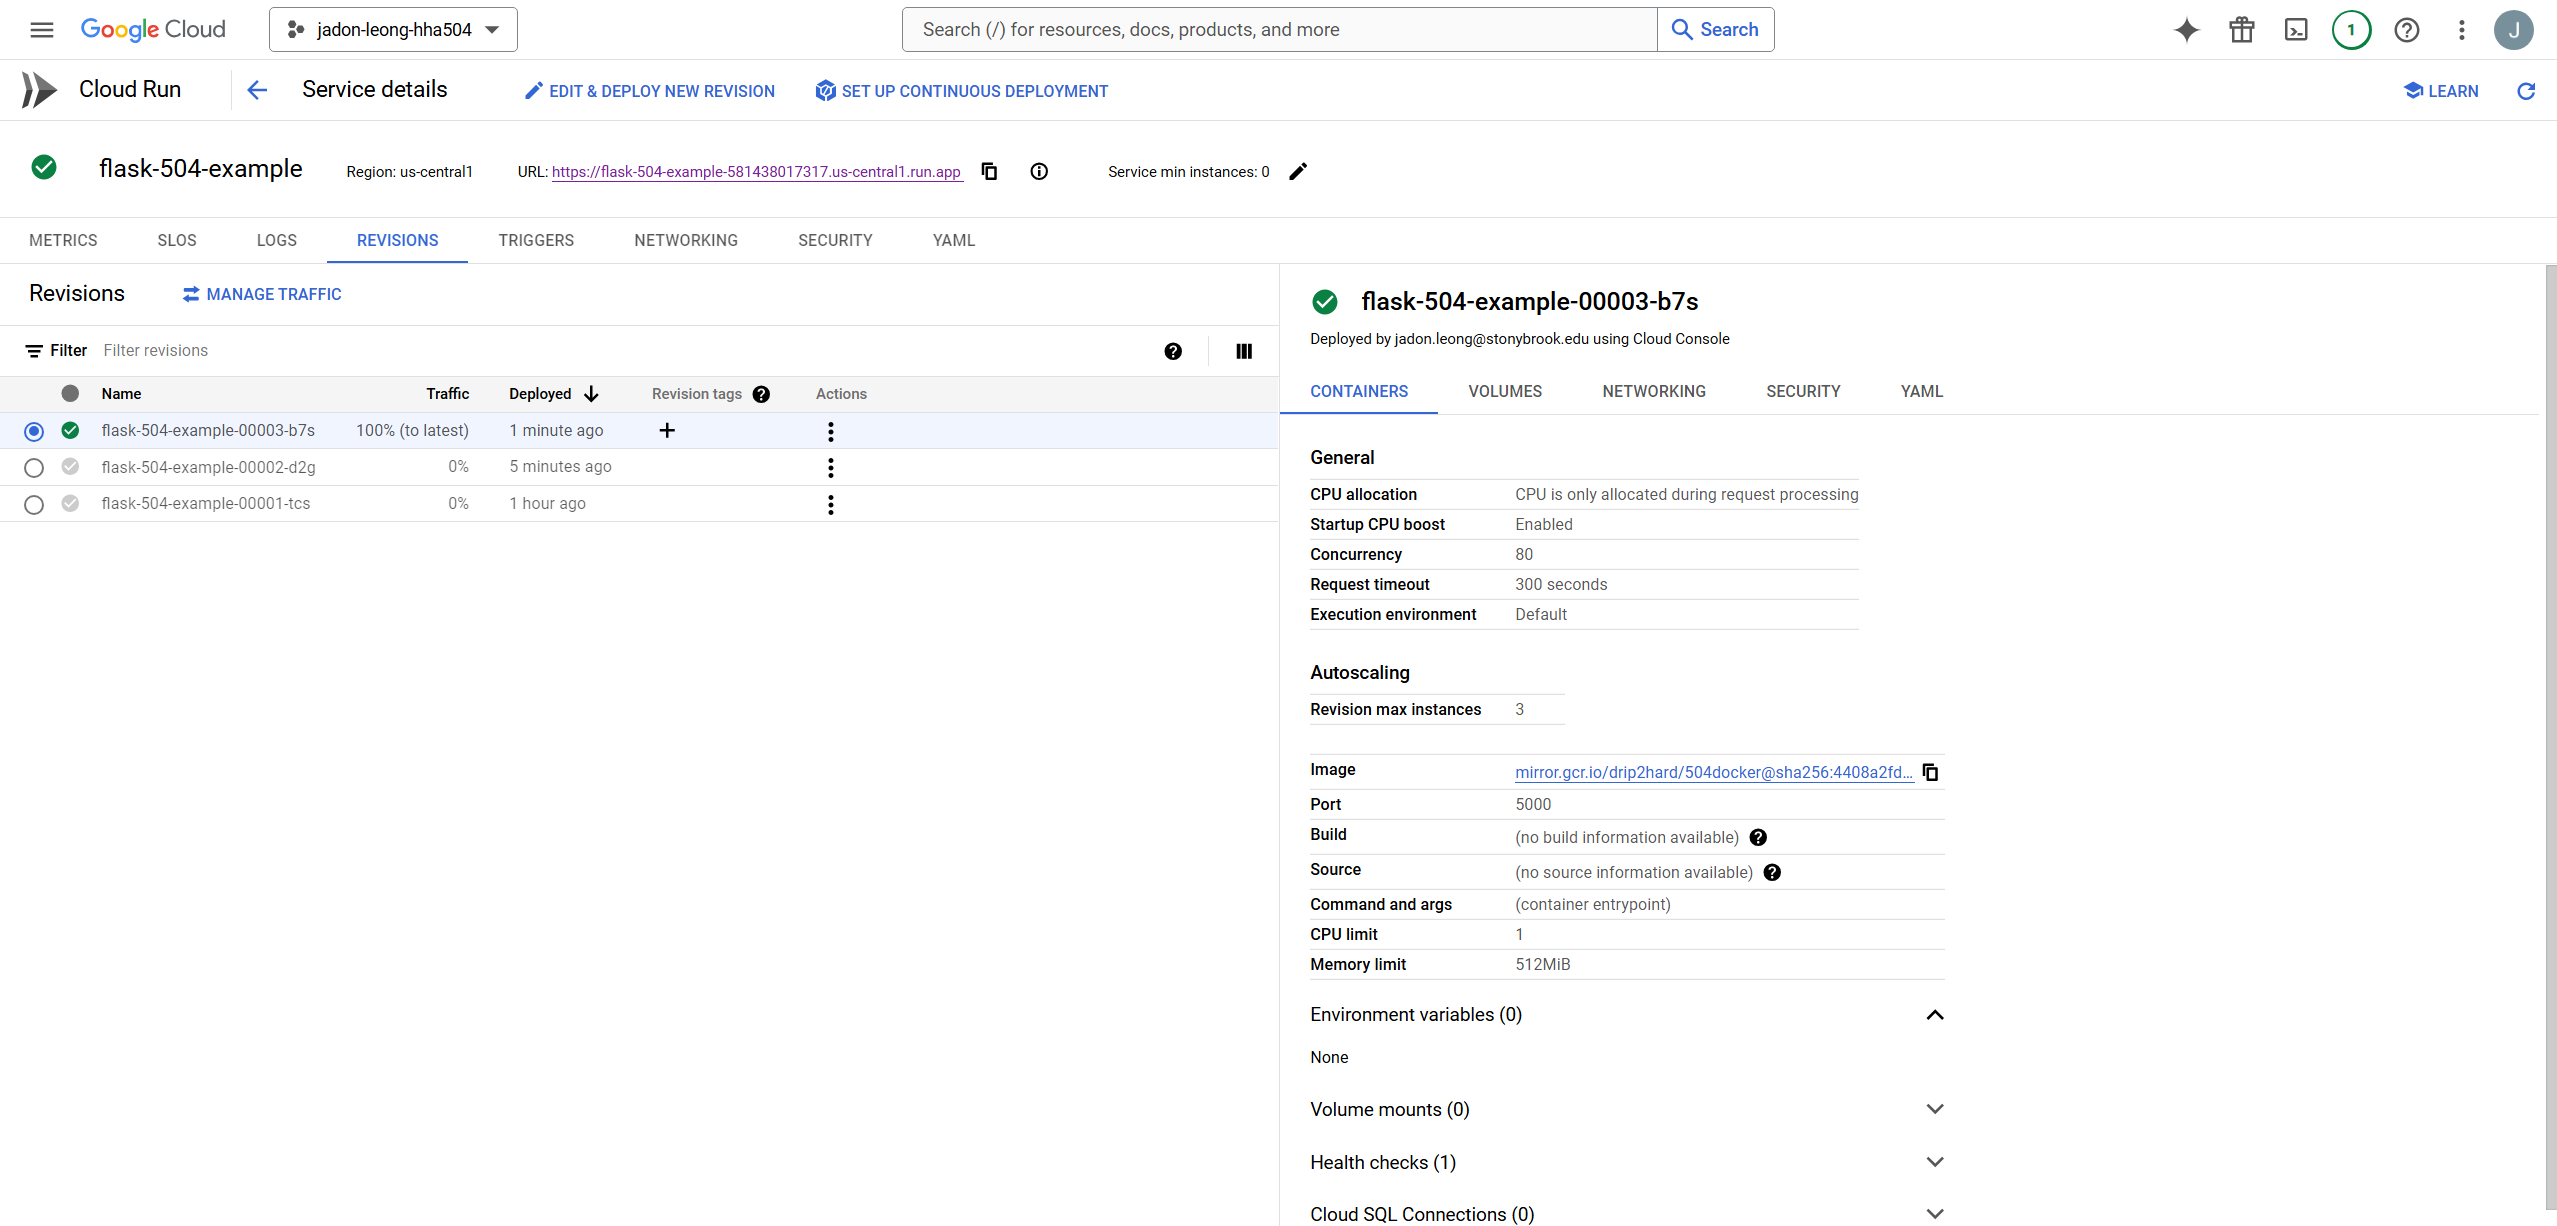 Google Cloud
jadon-leong-hha504
Search (/) for resources, docs, products, and more
Search
1
J
Cloud Run
Service details
EDIT & DEPLOY NEW REVISION
SET UP CONTINUOUS DEPLOYMENT
LEARN
flask-504-example
Region: us-central1
URL: https://flask-504-example-581438017317.us-central1.run.app
Service min instances: 0
METRICS SLOS LOGS REVISIONS TRIGGERS NETWORKING SECURITY YAML
Revisions
MANAGE TRAFFIC
Filter Filter revisions
Name Traffic Deployed Revision tags Actions
flask-504-example-00003-b7s 100% (to latest) 1 minute ago
flask-504-example-00002-d2g 0% 5 minutes ago
flask-504-example-00001-tcs 0% 1 hour ago
flask-504-example-00003-b7s
Deployed by jadon.leong@stonybrook.edu using Cloud Console
CONTAINERS VOLUMES NETWORKING SECURITY YAML
General
CPU allocation CPU is only allocated during request processing
Startup CPU boost Enabled
Concurrency 80
Request timeout 300 seconds
Execution environment Default
Autoscaling
Revision max instances 3
Image mirror.gcr.io/drip2hard/504docker@sha256:4408a2fd...
Port 5000
Build (no build information available)
Source (no source information available)
Command and args (container entrypoint)
CPU limit 1
Memory limit 512MiB
Environment variables (0)
None
Volume mounts (0)
Health checks (1)
Cloud SQL Connections (0)